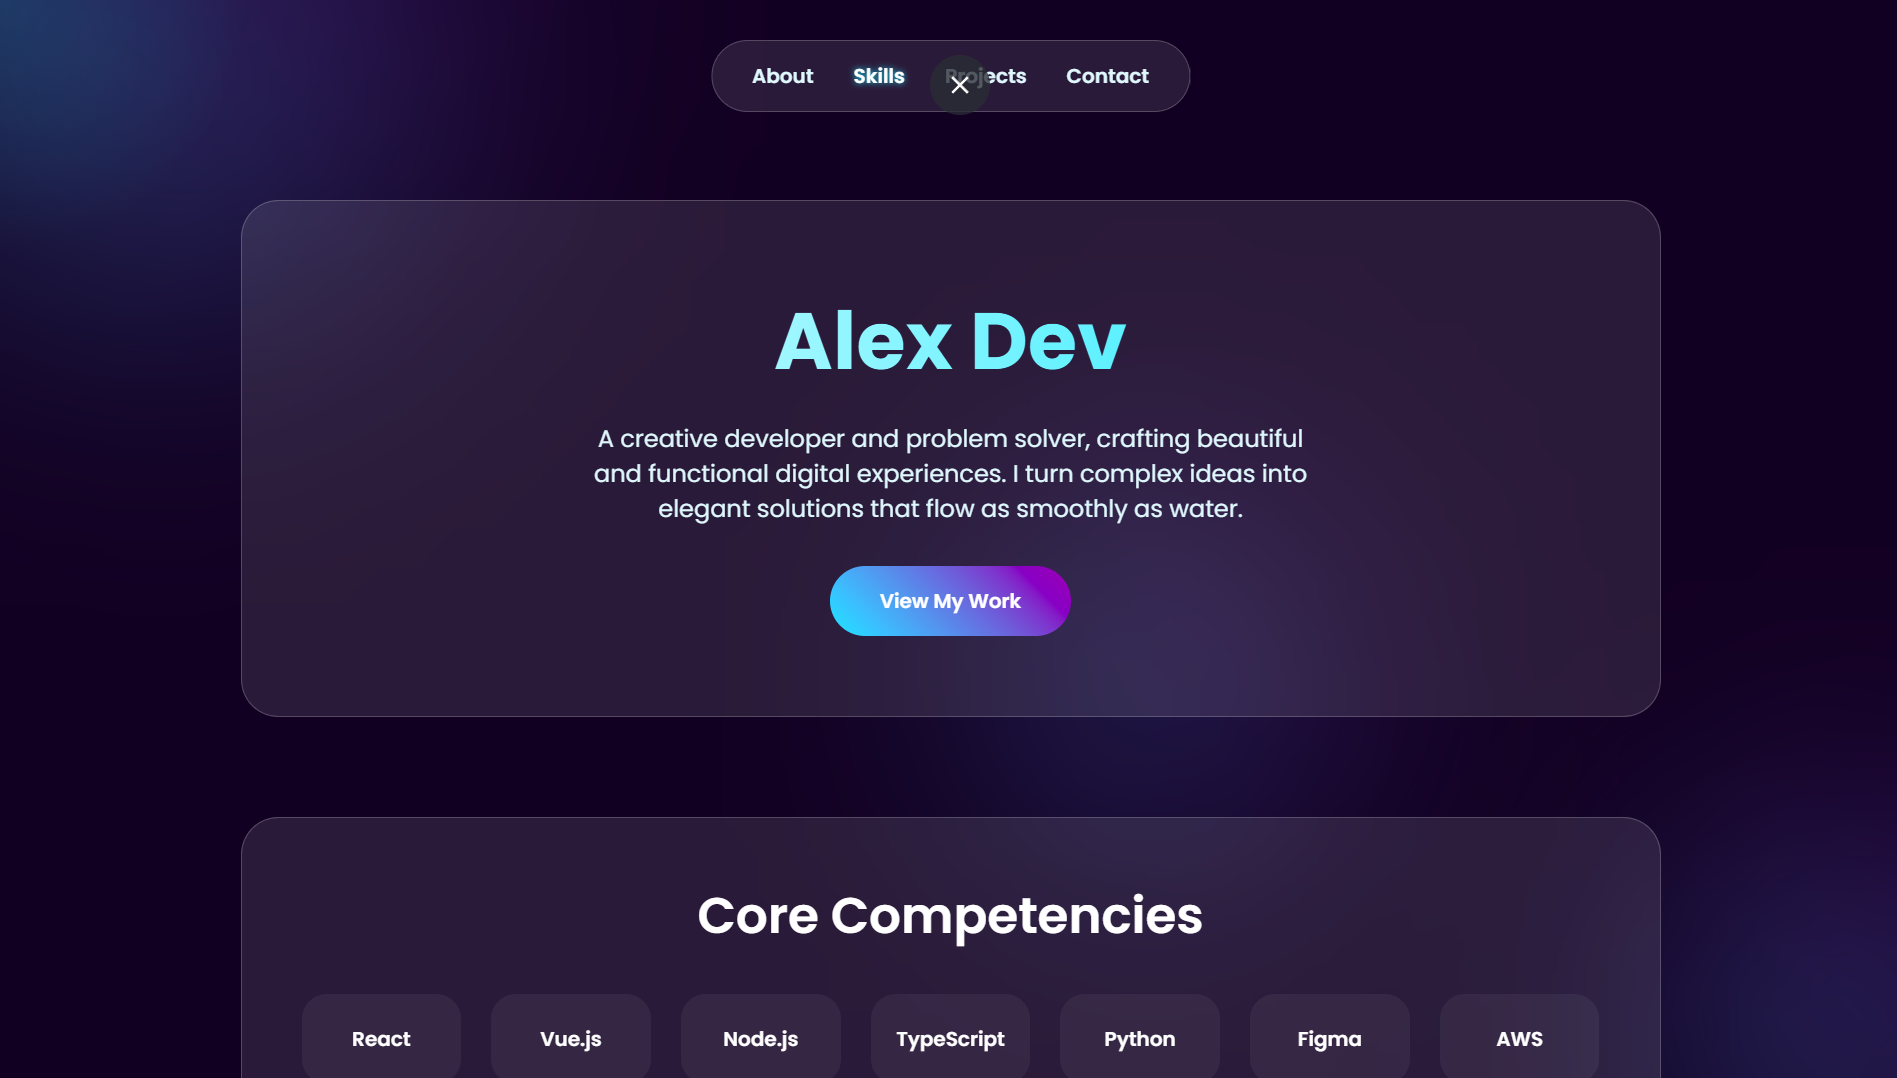 About Skills Projects Contact
Alex Dev
A creative developer and problem solver, crafting beautiful
and functional digital experiences. I turn complex ideas into
elegant solutions that flow as smoothly as water.
View My Work
Core Competencies
React Vue.js Node.js TypeScript Python Figma AWS